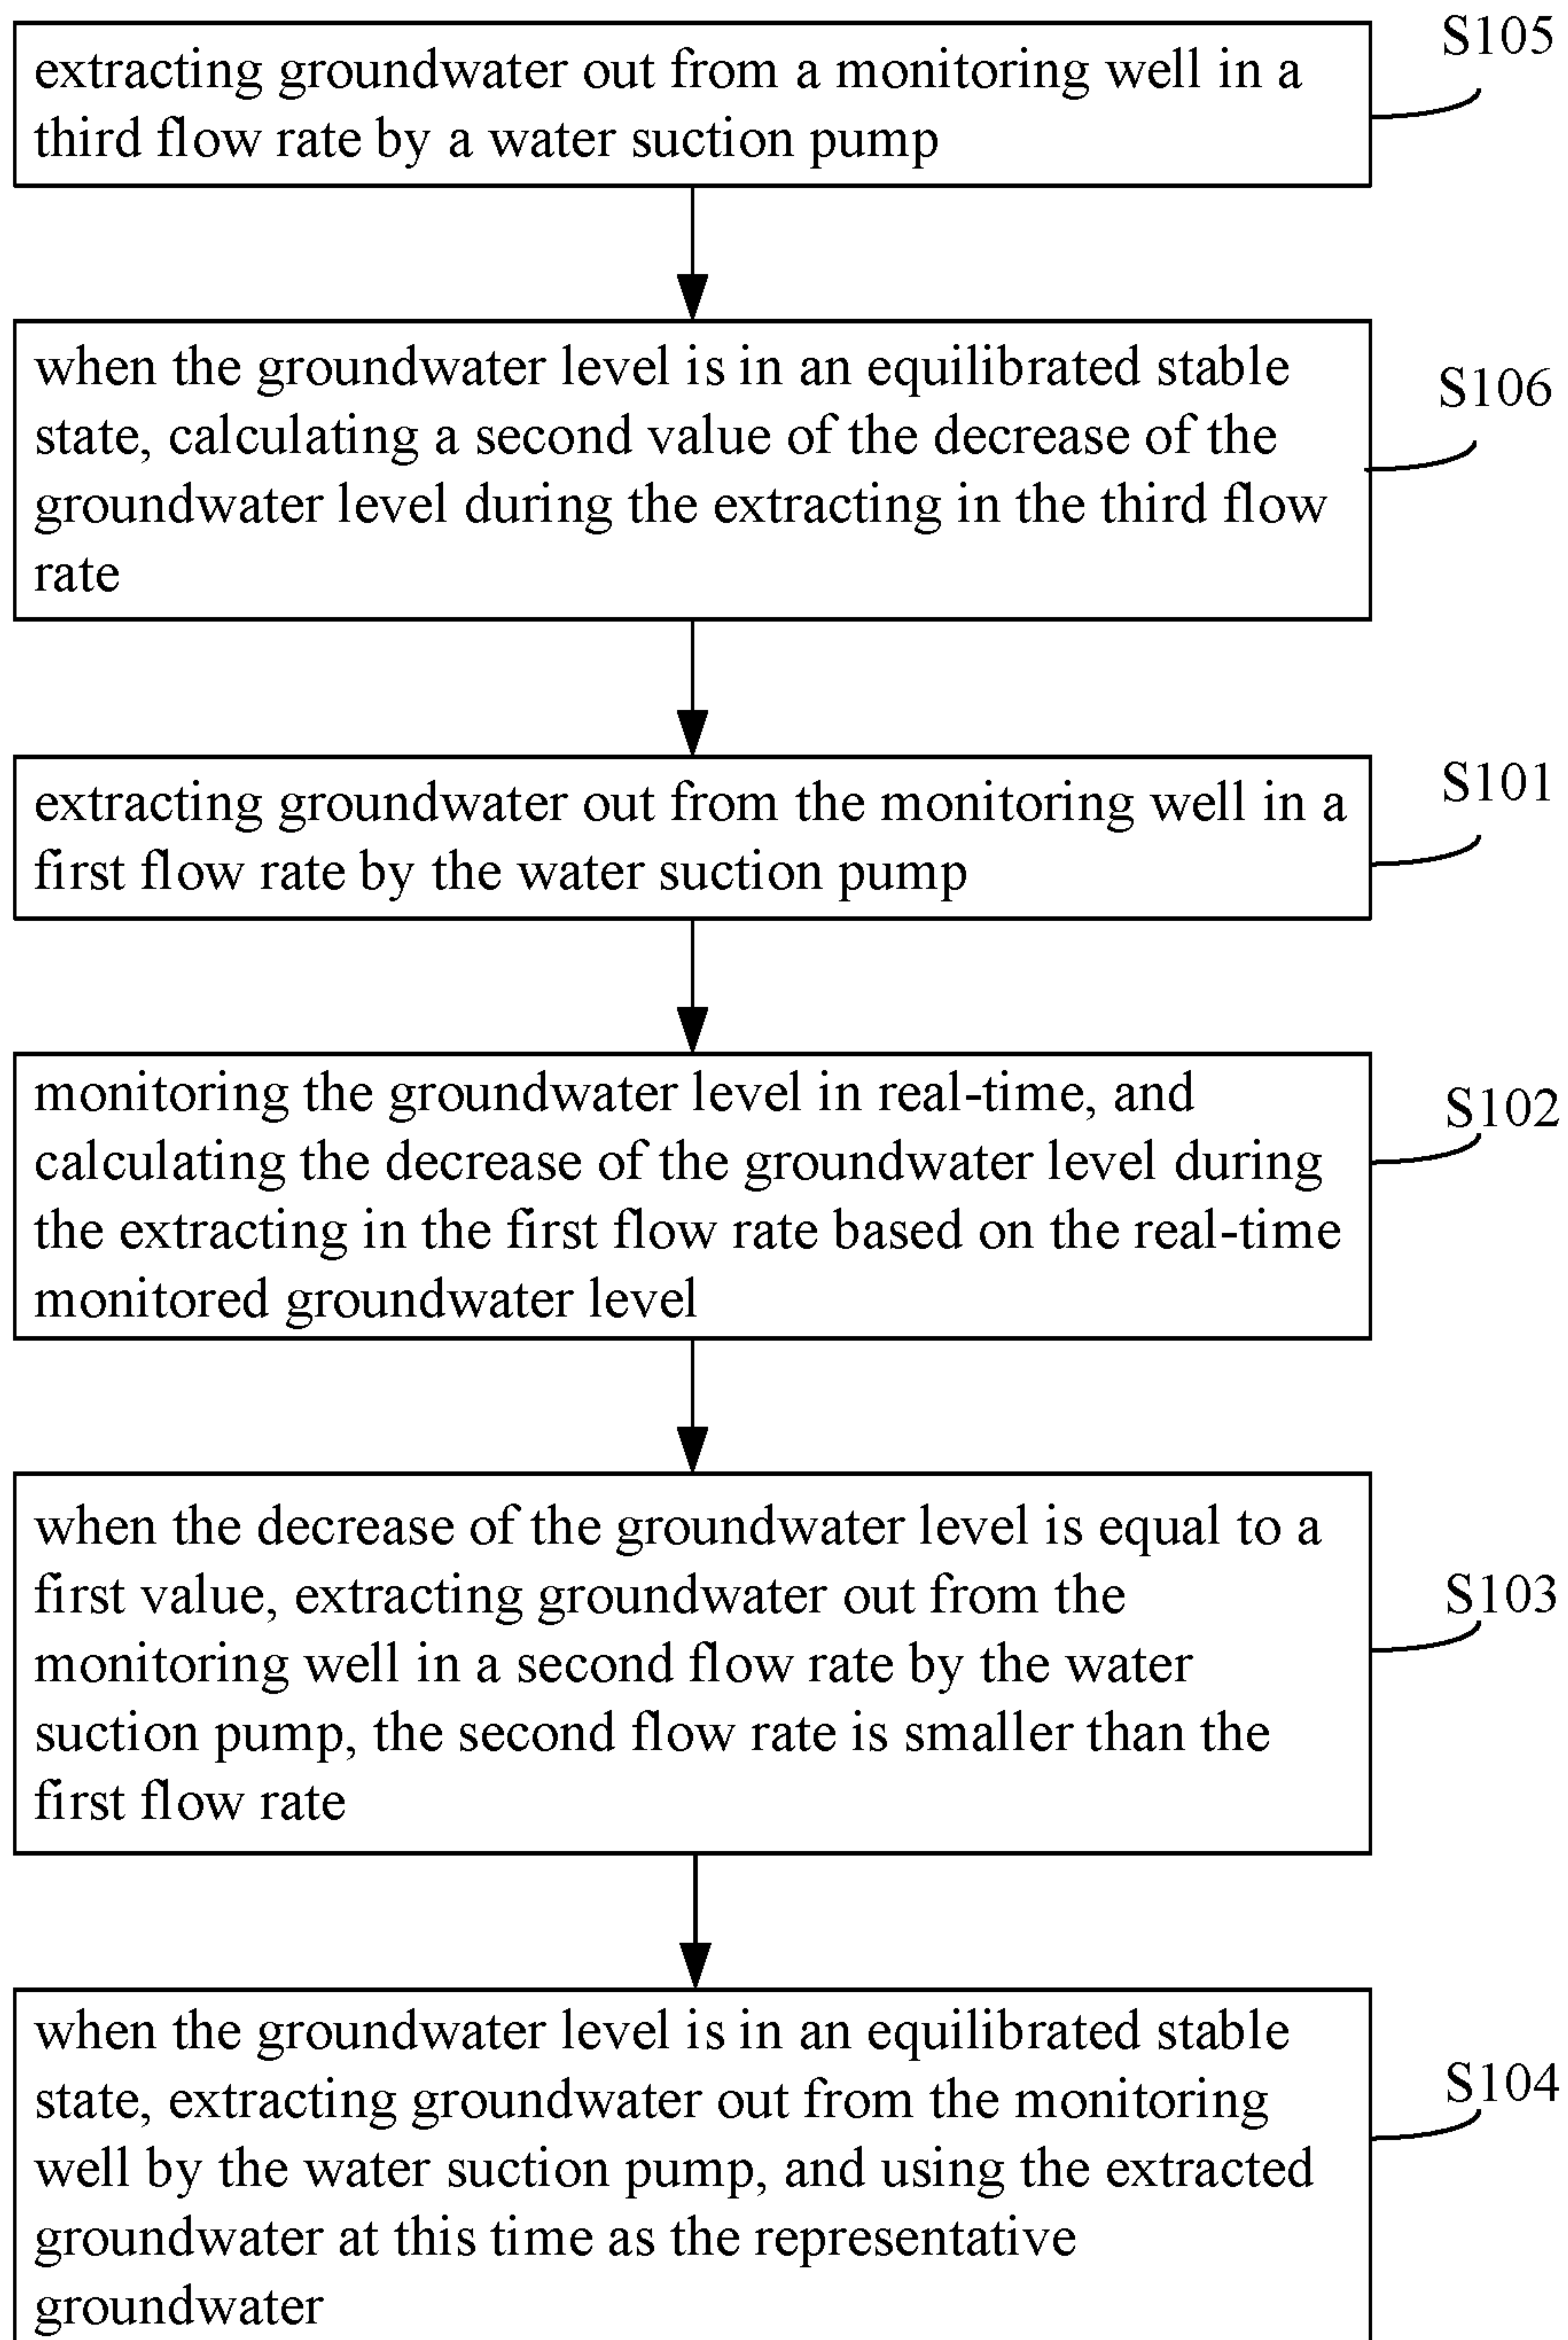 S105
extracting groundwater out from a monitoring well in a
third flow rate by a water suction pump
when the groundwater level is in an equilibrated stable
S106
state, calculating a second value of the decrease of the
groundwater level during the extracting in the third flow
rate
S101
extracting groundwater out from the monitoring well in a
first flow rate by the water suction pump
monitoring the groundwater level in real-time, and
S102
calculating the decrease of the groundwater level during
the extracting in the first flow rate based on the real-time
monitored groundwater level
when the decrease of the groundwater level is equal to a
first value, extracting groundwater out from the
S103
monitoring well in a second flow rate by the water
suction pump, the second flow rate is smaller than the
first flow rate
when the groundwater level is in an equilibrated stable
S104
state, extracting groundwater out from the monitoring
well by the water suction pump, and using the extracted
groundwater at this time as the representative
groundwater